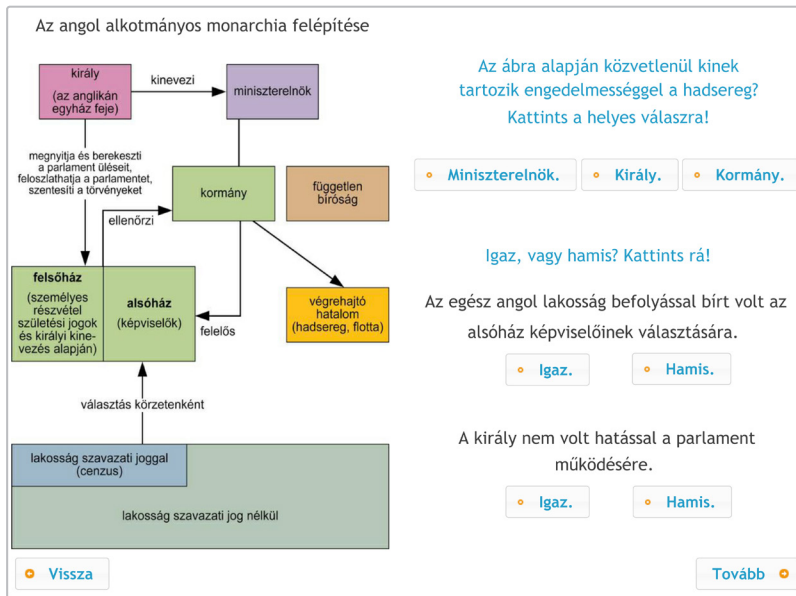 Az angol alkotmányos monarchia felépítése
király
(az anglikán
egyház feje)
kinevezi
miniszterelnök
megnyitja és berekeszti
a parlament üléseit,
feloszlathatja a parlamentet,
szentesíti a törvényeket
kormány
független
bíróság
ellenőrzi
felsőház
(személyes
részvétel
születési jogok
és királyi kine-
vezés alapján)
alsóház
(képviselők)
felelős
végrehajtó
hatalom
(hadsereg, flotta)
választás körzetenként
lakosság szavazati joggal
(cenzus)
lakosság szavazati jog nélkül
Az ábra alapján közvetlenül kinek
tartozik engedelmességgel a hadsereg?
Kattints a helyes válaszra!
Miniszterelnök.
Király.
Kormány.
Igaz, vagy hamis? Kattints rá!
Az egész angol lakosság befolyással bírt volt az
alsóház képviselőinek választására.
Igaz.
Hamis.
A király nem volt hatással a parlament
működésére.
Igaz.
Hamis.
Vissza
Tovább